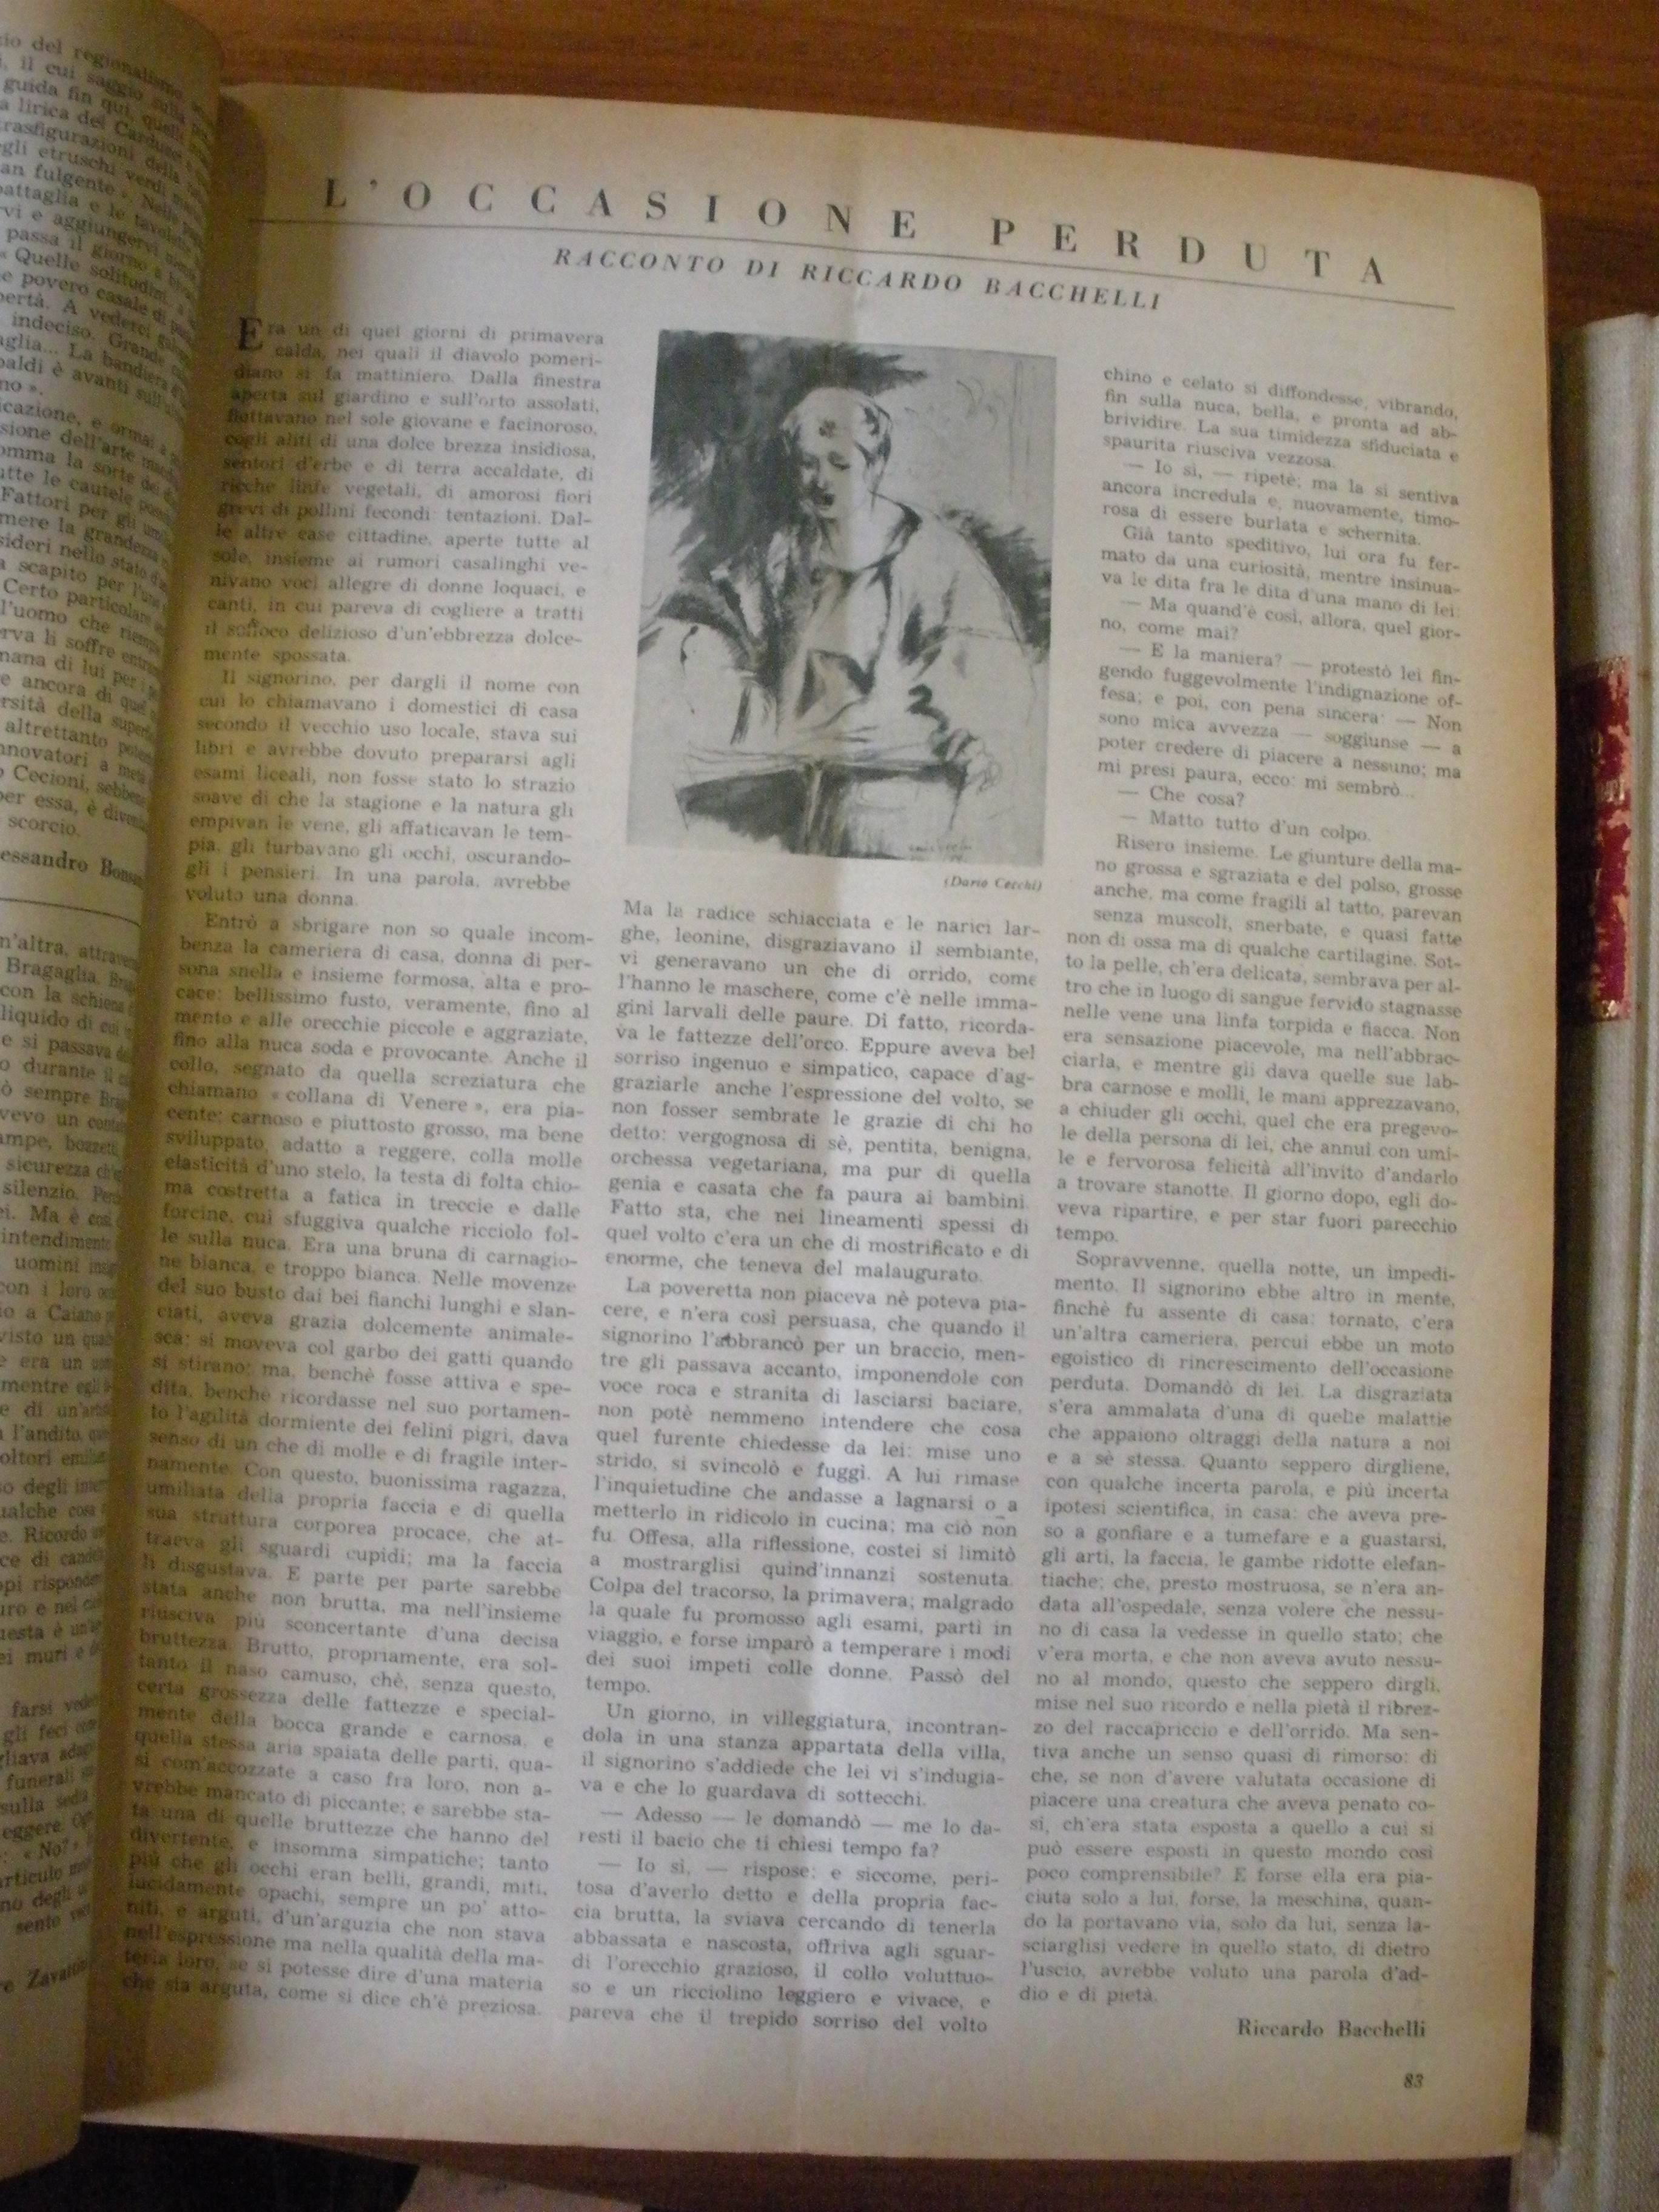 L'OCCASIONE PERDUTA
RACCONTO DI RICCARDO BACCHELLI
Era un di quei giorni di primavera
calda, nei quali il diavolo pomeri-
diano si fa mattiniero. Dalla finestra
aperta sul giardino e sull'orto assolati,
fiottavano nel sole giovane e facinoroso,
cogli aliti di una dolce brezza insidiosa,
sentori d'erbe e di terra accaldate, di
ricche linfe vegetali, di amorosi fiori
grevi di pollini fecondi: tentazioni. Dal-
le altre case cittadine, aperte tutte al
sole, insieme ai rumori casalinghi ve-
nivano voci allegre di donne loquaci, e
canti, in cui pareva di cogliere a tratti
il soffoco delizioso d'un'ebbrezza dolce-
mente spossata.
Il signorino, per dargli il nome con
cui lo chiamavano i domestici di casa
secondo il vecchio uso locale, stava sui
libri e avrebbe dovuto prepararsi agli
esami liceali, non fosse stato lo strazio
soave di che la stagione e la natura gli
empivan le vene, gli affaticavan le tem-
pia, gli turbavano gli occhi, oscurando-
gli i pensieri. In una parola, avrebbe
voluto una donna.
Entrò a sbrigare non so quale incom-
benza la cameriera di casa, donna di per-
sona snella e insieme formosa, alta e pro-
cace: bellissimo fusto, veramente, fino al
mento e alle orecchie piccole e aggraziate,
fino alla nuca soda e provocante. Anche il
collo, segnato da quella screziatura che
chiamano « collana di Venere », era pia-
cente; carnoso e piuttosto grosso, ma bene
sviluppato, adatto a reggere, colla molle
elasticità d'uno stelo, la testa di folta chio-
ma costretta a fatica in treccie e dalle
forcine, cui sfuggiva qualche ricciolo fol-
le sulla nuca. Era una bruna di carnagio-
ne bianca, e troppo bianca. Nelle movenze
del suo busto dai bei fianchi lunghi e slan-
ciati, aveva grazia dolcemente animale-
sca: si moveva col garbo dei gatti quando
si stirano; ma, benchè fosse attiva e spe-
dita, benchè ricordasse nel suo portamen-
to l'agilità dormiente dei felini pigri, dava
senso di un che di molle e di fragile inter-
namente. Con questo, buonissima ragazza,
umiliata della propria faccia e di quella
sua struttura corporea procace, che at-
traeva gli sguardi cupidi; ma la faccia
li disgustava. E parte per parte sarebbe
stata anche non brutta, ma nell'insieme
riusciva più sconcertante d'una decisa
bruttezza. Brutto, propriamente, era sol-
tanto il naso camuso, chè, senza questo,
certa grossezza delle fattezze e special-
mente della bocca grande e carnosa, e
quella stessa aria spaiata delle parti, qua-
si com'accozzate a caso fra loro, non a-
vrebbe mancato di piccante; e sarebbe sta-
ta una di quelle bruttezze che hanno del
divertente, e insomma simpatiche; tanto
più che gli occhi eran belli, grandi, miti,
lucidamente opachi, sempre un po' atto-
niti, e arguti, d'un'arguzia che non stava
nell'espressione ma nella qualità della ma-
teria loro, se si potesse dire d'una materia
che sia arguta, come si dice ch'è preziosa.
(Dario Cecchi)
Ma la radice schiacciata e le narici lar-
ghe, leonine, disgraziavano il sembiante,
vi generavano un che di orrido, come
l'hanno le maschere, come c'è nelle imma-
gini larvali delle paure. Di fatto, ricorda-
va le fattezze dell'orco. Eppure aveva bel
sorriso ingenuo e simpatico, capace d'ag-
graziarle anche l'espressione del volto, se
non fosser sembrate le grazie di chi ho
detto: vergognosa di sè, pentita, benigna,
orchessa vegetariana, ma pur di quella
genia e casata che fa paura ai bambini.
Fatto sta, che nei lineamenti spessi di
quel volto c'era un che di mostrificato e di
enorme, che teneva del malaugurato.
La poveretta non piaceva nè poteva pia-
cere, e n'era così persuasa, che quando il
signorino l'abbrancò per un braccio, men-
tre gli passava accanto, imponendole con
voce roca e stranita di lasciarsi baciare,
non potè nemmeno intendere che cosa
quel furente chiedesse da lei: mise uno
strido, si svincolò e fuggì. A lui rimase
l'inquietudine che andasse a lagnarsi o a
metterlo in ridicolo in cucina; ma ciò non
fu. Offesa, alla riflessione, costei si limitò
a mostrarglisi quind'innanzi sostenuta.
Colpa del tracorso, la primavera; malgrado
la quale fu promosso agli esami, partì in
viaggio, e forse imparò a temperare i modi
dei suoi impeti colle donne. Passò del
tempo.
Un giorno, in villeggiatura, incontran-
dola in una stanza appartata della villa,
il signorino s'addiede che lei vi s'indugia-
va e che lo guardava di sottecchi.
— Adesso — le domandò — me lo da-
resti il bacio che ti chiesi tempo fa?
— Io sì, — rispose; e siccome, peri-
tosa d'averlo detto e della propria fac-
cia brutta, la sviava cercando di tenerla
abbassata e nascosta, offriva agli sguar-
di l'orecchio grazioso, il collo voluttuo-
so e un ricciolino leggiero e vivace, e
pareva che il trepido sorriso del volto
chino e celato si diffondesse, vibrando,
fin sulla nuca, bella, e pronta ad ab-
brividire. La sua timidezza sfiduciata e
spaurita riusciva vezzosa.
— Io sì, — ripetè; ma la si sentiva
ancora incredula e, nuovamente, timo-
rosa di essere burlata e schernita.
Già tanto speditivo, lui ora fu fer-
mato da una curiosità, mentre insinua-
va le dita fra le dita d'una mano di lei:
— Ma quand'è così, allora, quel gior-
no, come mai?
— E la maniera? — protestò lei fin-
gendo fuggevolmente l'indignazione of-
fesa; e poi, con pena sincera: — Non
sono mica avvezza — soggiunse — a
poter credere di piacere a nessuno; ma
mi presi paura, ecco: mi sembrò...
— Che cosa?
— Matto tutto d'un colpo.
Risero insieme. Le giunture della ma-
no grossa e sgraziata e del polso, grosse
anche, ma come fragili al tatto, parevan
senza muscoli, snerbate, e quasi fatte
non di ossa ma di qualche cartilagine. Sot-
to la pelle, ch'era delicata, sembrava per al-
tro che in luogo di sangue fervido stagnasse
nelle vene una linfa torpida e fiacca. Non
era sensazione piacevole, ma nell'abbrac-
ciarla, e mentre gli dava quelle sue lab-
bra carnose e molli, le mani apprezzavano,
a chiuder gli occhi, quel che era pregevo-
le della persona di lei, che annuì con umi-
le e fervorosa felicità all'invito d'andarlo
a trovare stanotte. Il giorno dopo, egli do-
veva ripartire, e per star fuori parecchio
tempo.
Sopravvenne, quella notte, un impedi-
mento. Il signorino ebbe altro in mente,
finchè fu assente di casa: tornato, c'era
un'altra cameriera, percui ebbe un moto
egoistico di rincrescimento dell'occasione
perduta. Domandò di lei. La disgraziata
s'era ammalata d'una di quelle malattie
che appaiono oltraggi della natura a noi
e a sè stessa. Quanto seppero dirgliene,
con qualche incerta parola, e più incerta
ipotesi scientifica, in casa: che aveva pre-
so a gonfiare e a tumefare e a guastarsi,
gli arti, la faccia, le gambe ridotte elefan-
tiache; che, presto mostruosa, se n'era an-
data all'ospedale, senza volere che nessu-
no di casa la vedesse in quello stato; che
v'era morta, e che non aveva avuto nessu-
no al mondo, questo che seppero dirgli,
mise nel suo ricordo e nella pietà il ribrez-
zo del raccapriccio e dell'orrido. Ma sen-
tiva anche un senso quasi di rimorso: di
che, se non d'avere valutata occasione di
piacere una creatura che aveva penato co-
sì, ch'era stata esposta a quello a cui si
può essere esposti in questo mondo così
poco comprensibile? E forse ella era pia-
ciuta solo a lui, forse, la meschina, quan-
do la portavano via, solo da lui, senza la-
sciarglisi vedere in quello stato, di dietro
l'uscio, avrebbe voluto una parola d'ad-
dio e di pietà.
Riccardo Bacchelli
83